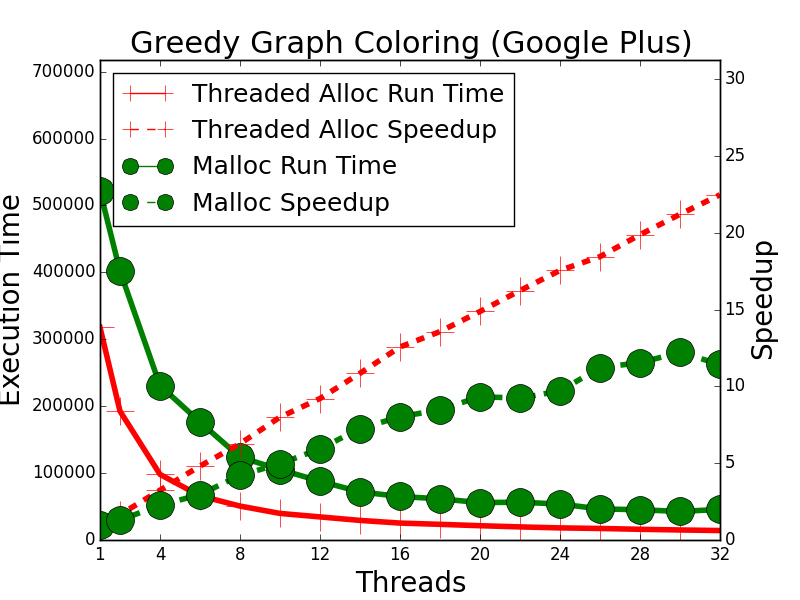 Greedy Graph Coloring (Google Plus)
Threaded Alloc Run Time
Threaded Alloc Speedup
Malloc Run Time
Malloc Speedup
Execution Time
700000
600000
500000
400000
300000
200000
100000
0
Speedup
30
25
20
15
10
5
0
1 4 8 12 16 20 24 28 32
Threads